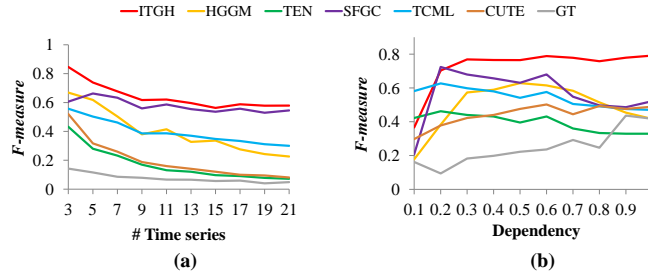 ITGH HGGM TEN SFGC TCML CUTE GT
1
0.8
0.6
0.4
0.2
0
F-measure
3 5 7 9 11 13 15 17 19 21
# Time series
(a)
0.8
0.6
0.4
0.2
0
F-measure
0.1 0.2 0.3 0.4 0.5 0.6 0.7 0.8 0.9
Dependency
(b)